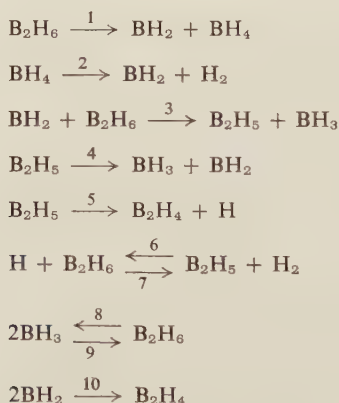 B₂H₆ —1→ BH₂ + BH₄
BH₄ —2→ BH₂ + H₂
BH₂ + B₂H₆ —3→ B₂H₅ + BH₃
B₂H₅ —4→ BH₃ + BH₂
B₂H₅ —5→ B₂H₄ + H
H + B₂H₆ ⇄ B₂H₅ + H₂ 6 7
2BH₃ ⇄ B₂H₆ 8 9
2BH₂ —10→ B₂H₄